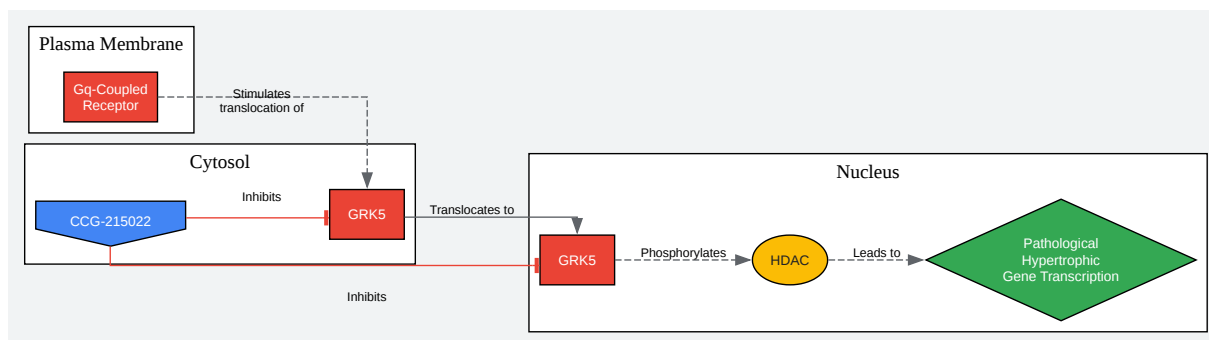 Plasma Membrane
Gq-Coupled
Receptor
Stimulates
translocation of
Cytosol
CCG-215022
Inhibits
GRK5
Translocates to
Inhibits
Nucleus
GRK5
Phosphorylates
HDAC
Leads to
Pathological
Hypertrophic
Gene Transcription